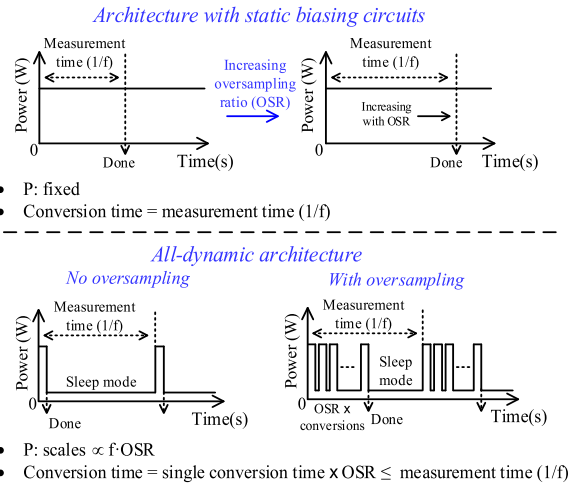 Architecture with static biasing circuits
Power (W)
Measurement
time (1/f)
0
Done
Time(s)
Increasing
oversampling
ratio (OSR)
Power (W)
Measurement
time (1/f)
Increasing
with OSR
0
Done
Time(s)
• P: fixed
• Conversion time = measurement time (1/f)
All-dynamic architecture
No oversampling
With oversampling
Power (W)
Measurement
time (1/f)
Sleep mode
0
Done
Time(s)
Power (W)
Measurement
time (1/f)
Sleep
mode
0
OSR x
conversions
Done
Time(s)
• P: scales ∝ f·OSR
• Conversion time = single conversion time x OSR ≤ measurement time (1/f)